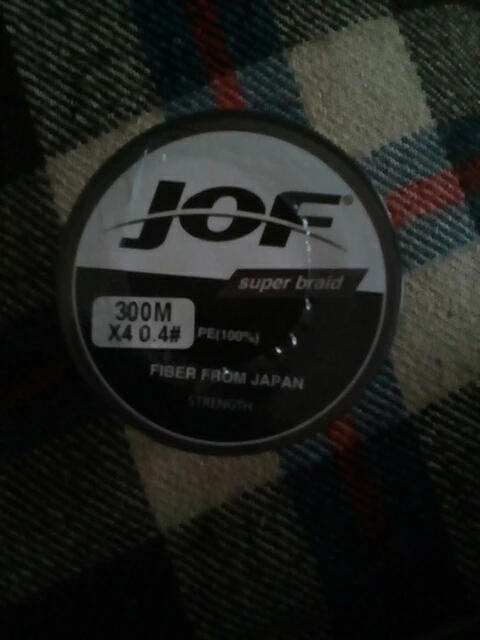 JOF®
super braid
300M
X4 0.4#
PE(100%)
FIBER FROM JAPAN
STRENGTH